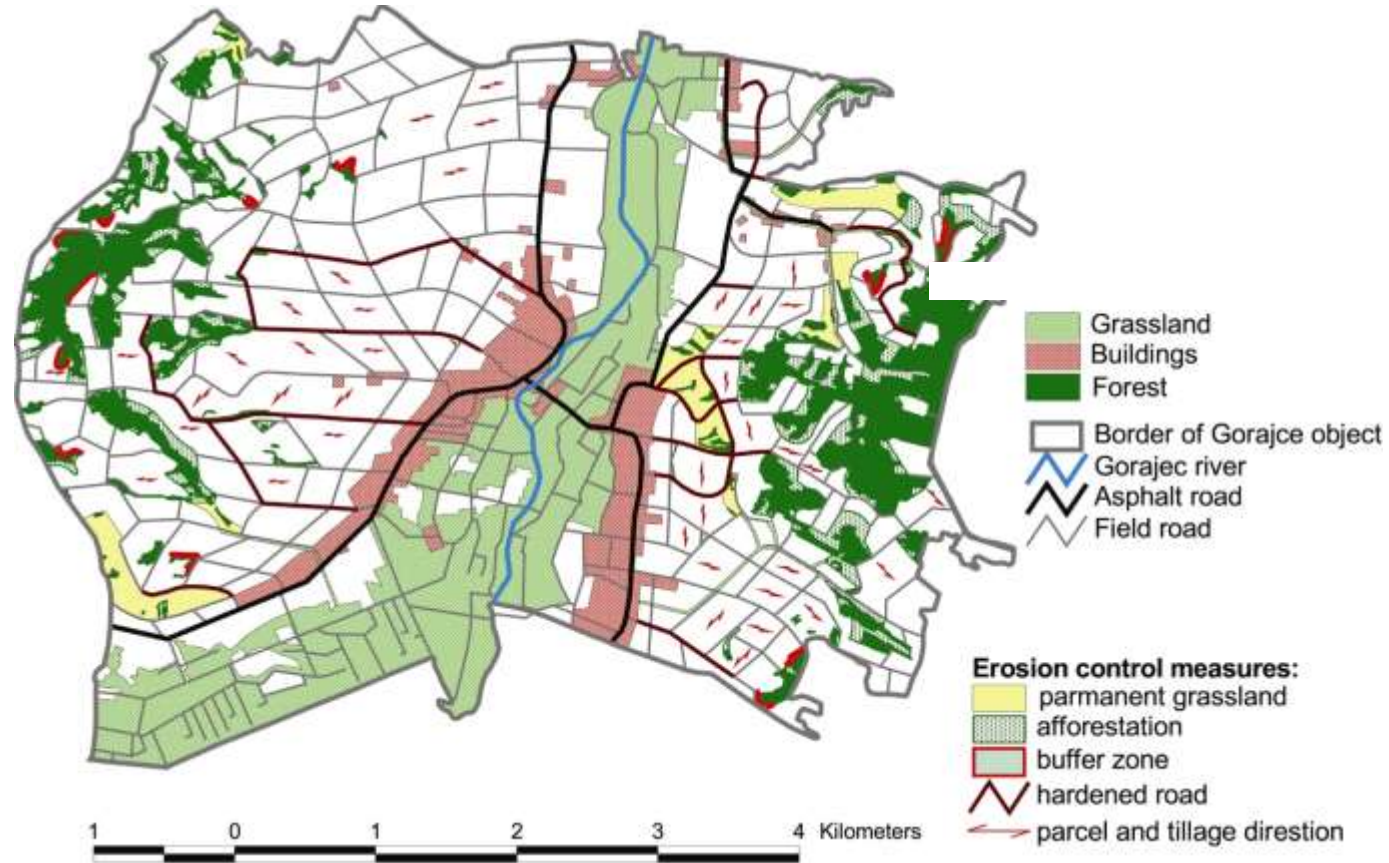 Grassland
Buildings
Forest
Border of Gorajce object
Gorajec river
Asphalt road
Field road
Erosion control measures:
parmanent grassland
afforestation
buffer zone
hardened road
parcel and tillage direstion
1 0 1 2 3 4 Kilometers